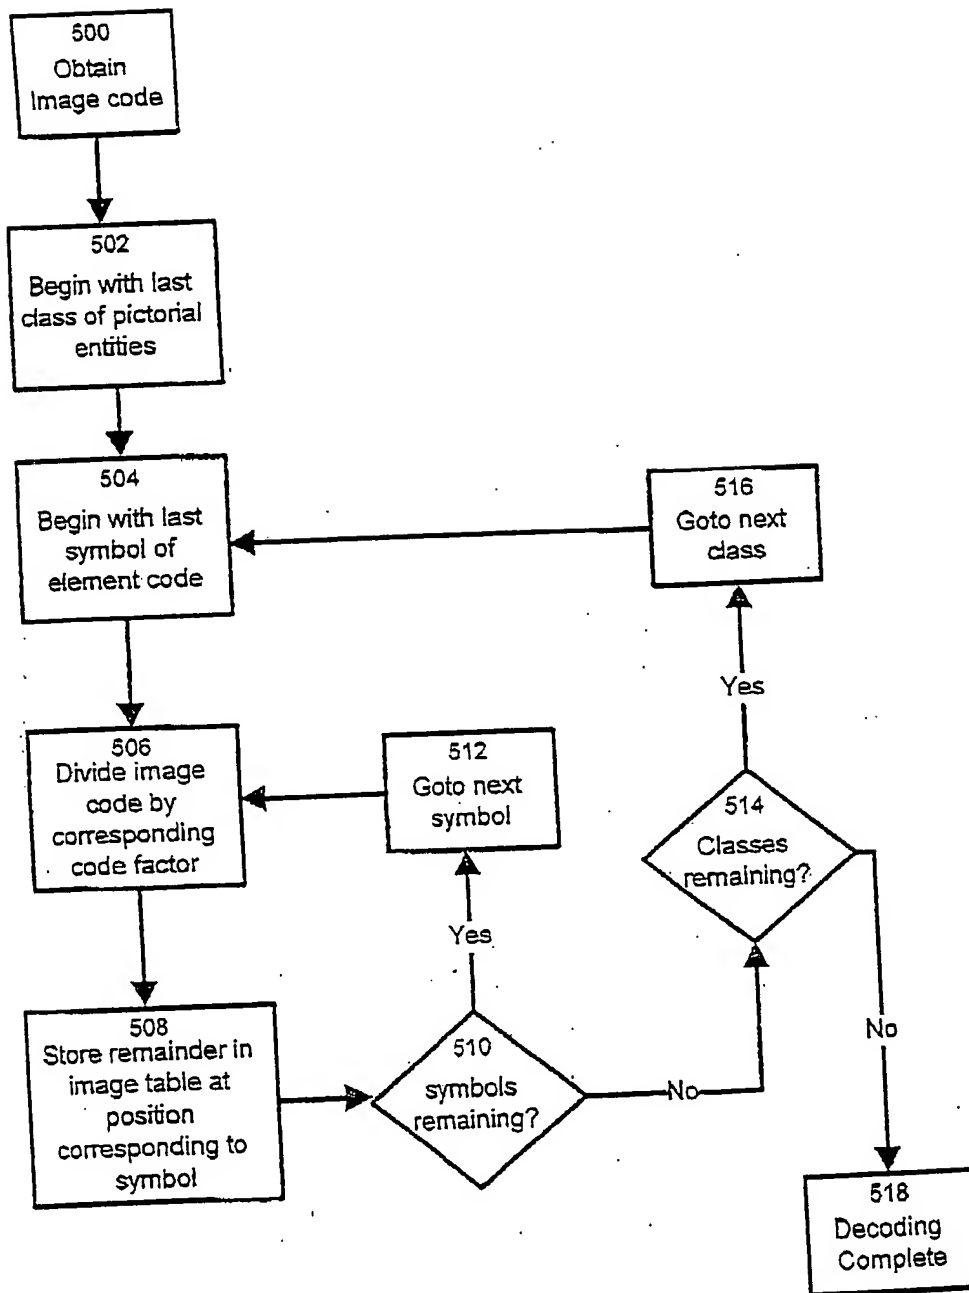 500
Obtain
Image code
502
Begin with last
class of pictorial
entities
504
Begin with last
symbol of
element code
516
Goto next
class
Yes
506
Divide image
code by
corresponding
code factor
512
Goto next
symbol
514
Classes
remaining?
Yes
508
Store remainder in
image table at
position
corresponding to
symbol
510
symbols
remaining?
No
No
518
Decoding
Complete